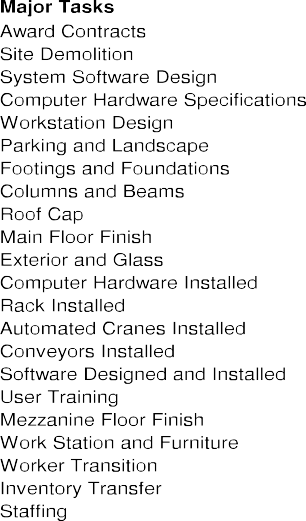 Major Tasks
Award Contracts
Site Demolition
System Software Design
Computer Hardware Specifications
Workstation Design
Parking and Landscape
Footings and Foundations
Columns and Beams
Roof Cap
Main Floor Finish
Exterior and Glass
Computer Hardware Installed
Rack Installed
Automated Cranes Installed
Conveyors Installed
Software Designed and Installed
User Training
Mezzanine Floor Finish
Work Station and Furniture
Worker Transition
Inventory Transfer
Staffing